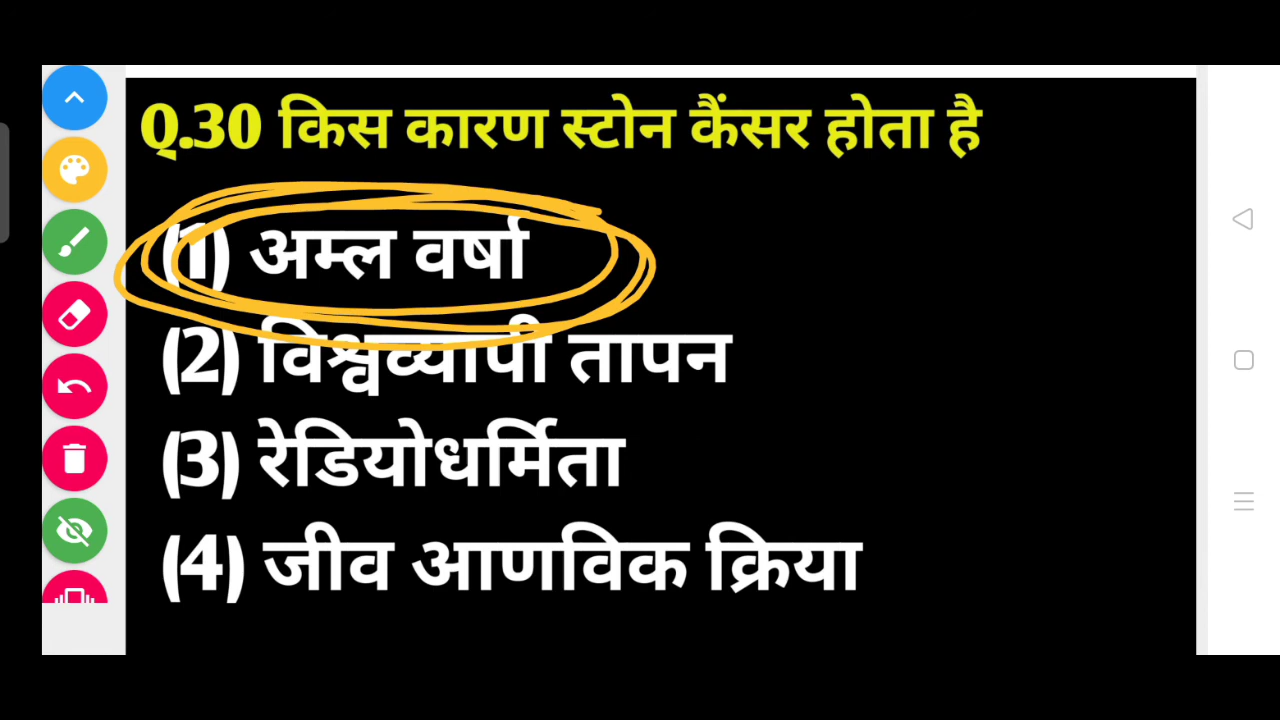 Q.30 किस कारण स्टोन कैंसर होता है
(1) अम्ल वर्षा
(2) विश्वव्यापी तापन
(3) रेडियोधर्मिता
(4) जीव आणविक क्रिया